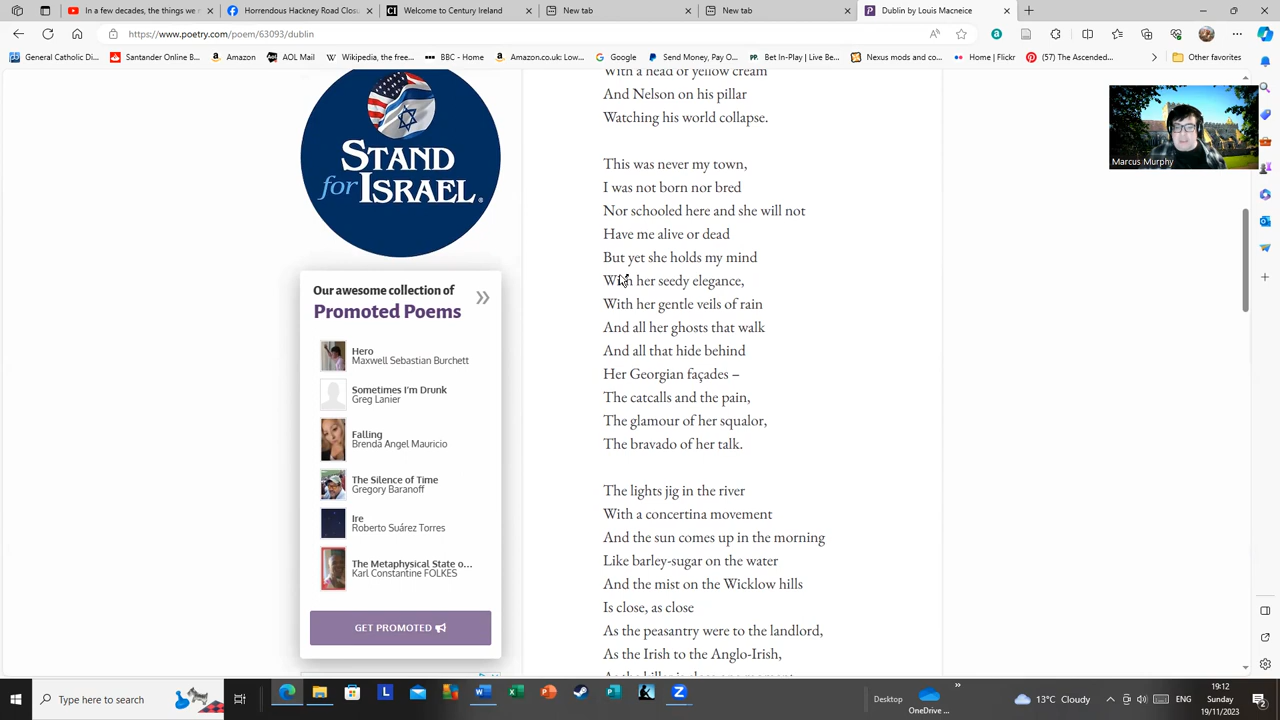 In a few decades, the things we
Horrendous Hackney Road Closu
Welcome to Century Ireland
New tab
New tab
Dublin by Louis Macneice
https://www.poetry.com/poem/63093/dublin
General Catholic Di...
Santander Online B...
Amazon
AOL Mail
Wikipedia, the free...
BBC - Home
Amazon.co.uk: Low...
Google
Send Money, Pay O...
Bet In-Play | Live Be...
Nexus mods and co...
Home | Flickr
(57) The Ascended...
Other favorites
Marcus Murphy
STAND
for ISRAEL
Our awesome collection of
Promoted Poems
Hero
Maxwell Sebastian Burchett
Sometimes I'm Drunk
Greg Lanier
Falling
Brenda Angel Mauricio
The Silence of Time
Gregory Baranoff
Ire
Roberto Suárez Torres
The Metaphysical State o...
Karl Constantine FOLKES
GET PROMOTED
With a head of yellow cream
And Nelson on his pillar
Watching his world collapse.
This was never my town,
I was not born nor bred
Nor schooled here and she will not
Have me alive or dead
But yet she holds my mind
With her seedy elegance,
With her gentle veils of rain
And all her ghosts that walk
And all that hide behind
Her Georgian façades –
The catcalls and the pain,
The glamour of her squalor,
The bravado of her talk.
The lights jig in the river
With a concertina movement
And the sun comes up in the morning
Like barley-sugar on the water
And the mist on the Wicklow hills
Is close, as close
As the peasantry were to the landlord,
As the Irish to the Anglo-Irish,
Type here to search
Desktop
OneDrive ...
13°C Cloudy
ENG
19:12
Sunday
19/11/2023